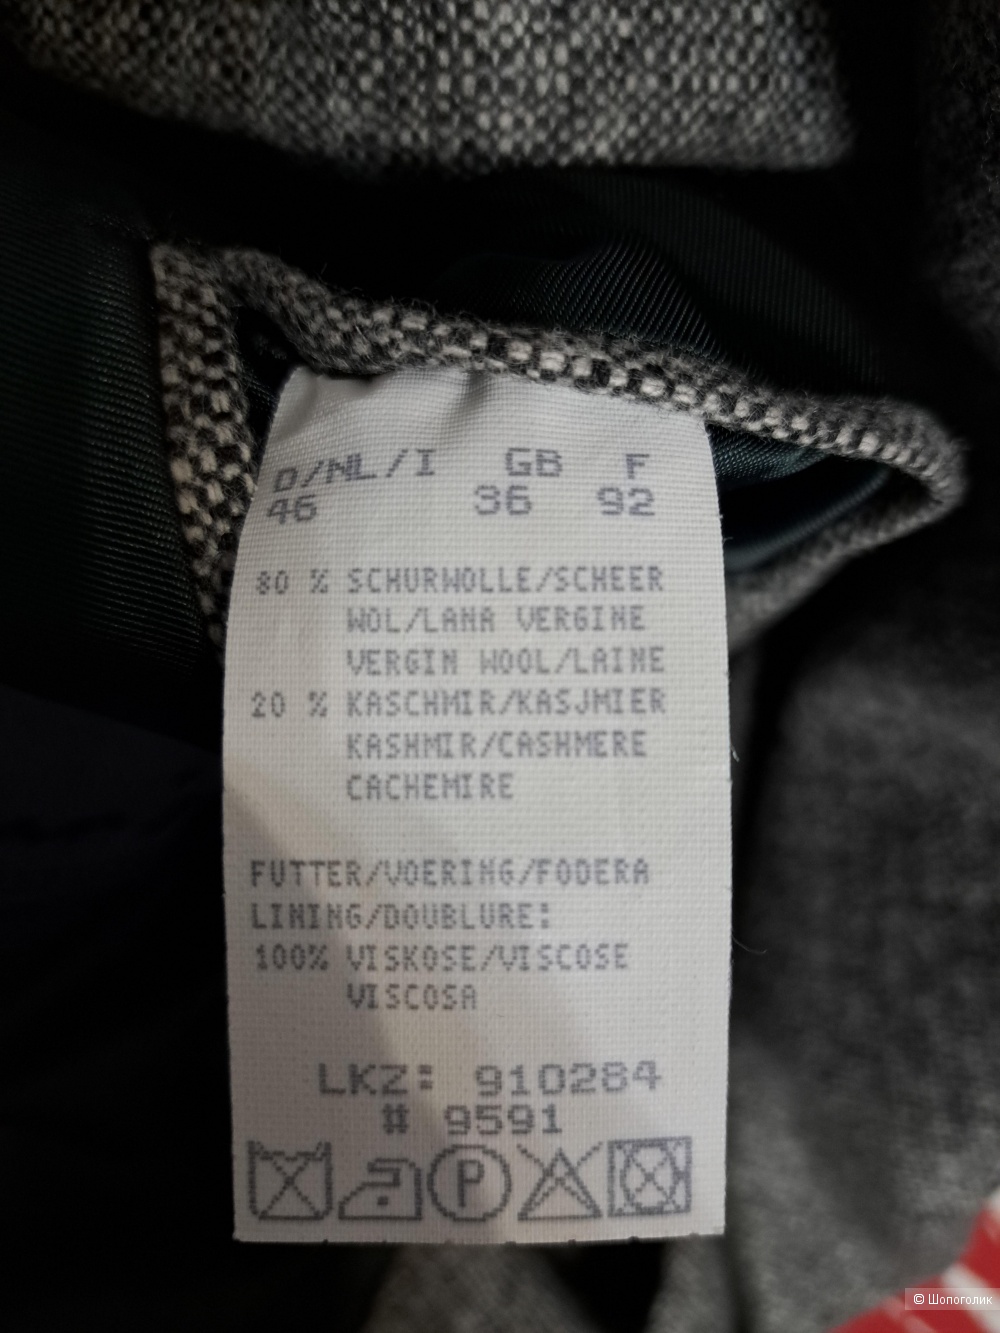 D/NL/I GB F
46 36 92
80 % SCHURWOLLE/SCHEER
WOL/LANA VERGINE
VERGIN WOOL/LAINE
20 % KASCHMIR/KASJMIER
KASHMIR/CASHMERE
CACHEMIRE
FUTTER/VOERING/FODERA
LINING/DOUBLURE:
100% VISKOSE/VISCOSE
VISCOSA
LKZ: 910284
# 9591
P
© Шопоголик